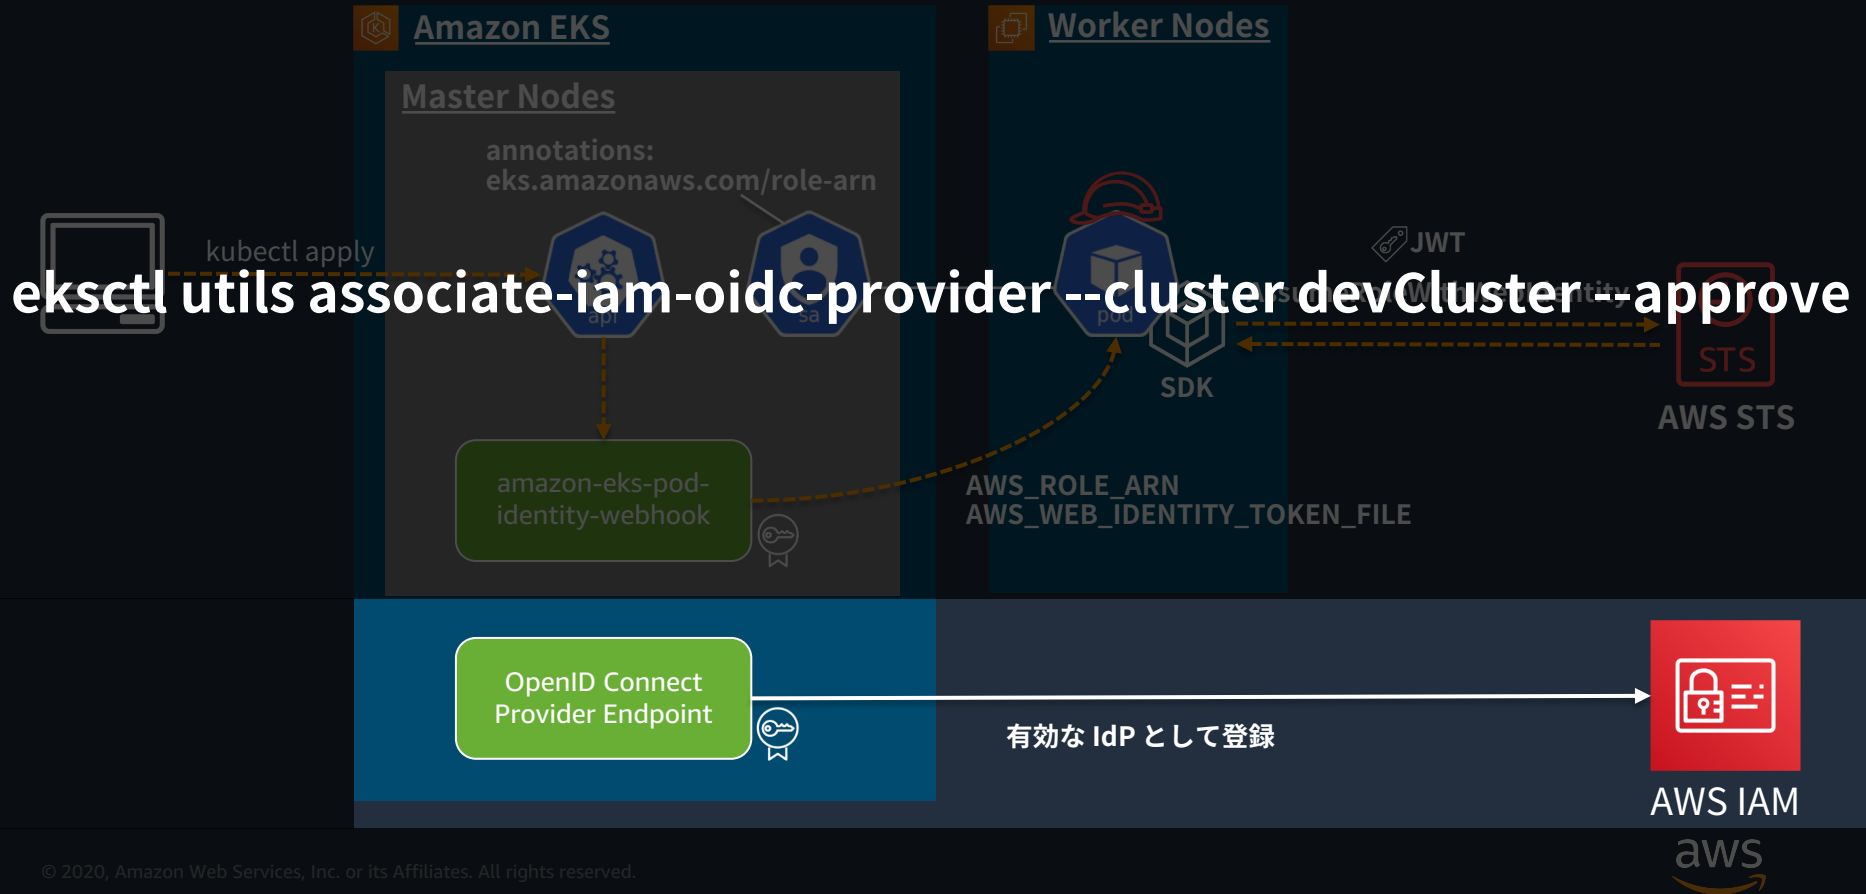 Amazon EKS
Worker Nodes
Master Nodes
annotations:
eks.amazonaws.com/role-arn
kubectl apply
JWT
eksctl utils associate-iam-oidc-provider --cluster devCluster --approve
AssumeRoleWithWebIdentity
api
sa
pod
STS
SDK
AWS STS
amazon-eks-pod-
identity-webhook
AWS_ROLE_ARN
AWS_WEB_IDENTITY_TOKEN_FILE
OpenID Connect
Provider Endpoint
有効な IdP として登録
AWS IAM
aws
© 2020, Amazon Web Services, Inc. or its Affiliates. All rights reserved.